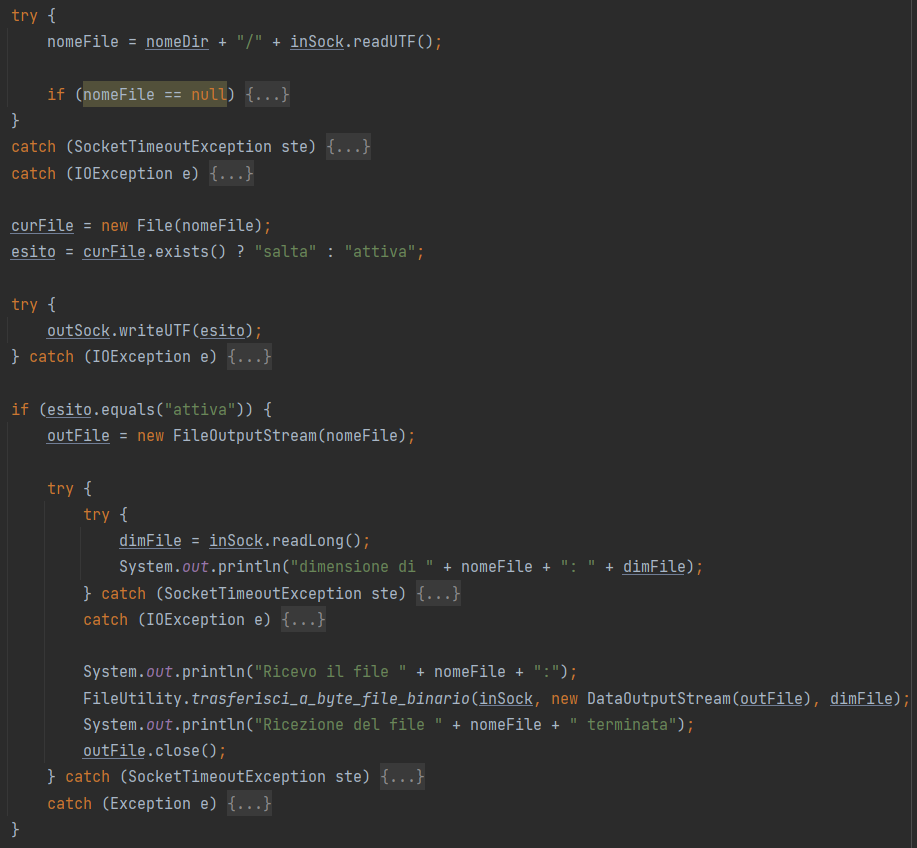 try {
    nomeFile = nomeDir + "/" + inSock.readUTF();
    if (nomeFile == null) {...}
}
catch (SocketTimeoutException ste) {...}
catch (IOException e) {...}
curFile = new File(nomeFile);
esito = curFile.exists() ? "salta" : "attiva";
try {
    outSock.writeUTF(esito);
} catch (IOException e) {...}
if (esito.equals("attiva")) {
    outFile = new FileOutputStream(nomeFile);
    try {
        try {
            dimFile = inSock.readLong();
            System.out.println("dimensione di " + nomeFile + ": " + dimFile);
        } catch (SocketTimeoutException ste) {...}
        catch (IOException e) {...}
        System.out.println("Ricevo il file " + nomeFile + ":");
        FileUtility.trasferisci_a_byte_file_binario(inSock, new DataOutputStream(outFile), dimFile);
        System.out.println("Ricezione del file " + nomeFile + " terminata");
        outFile.close();
    } catch (SocketTimeoutException ste) {...}
    catch (Exception e) {...}
}